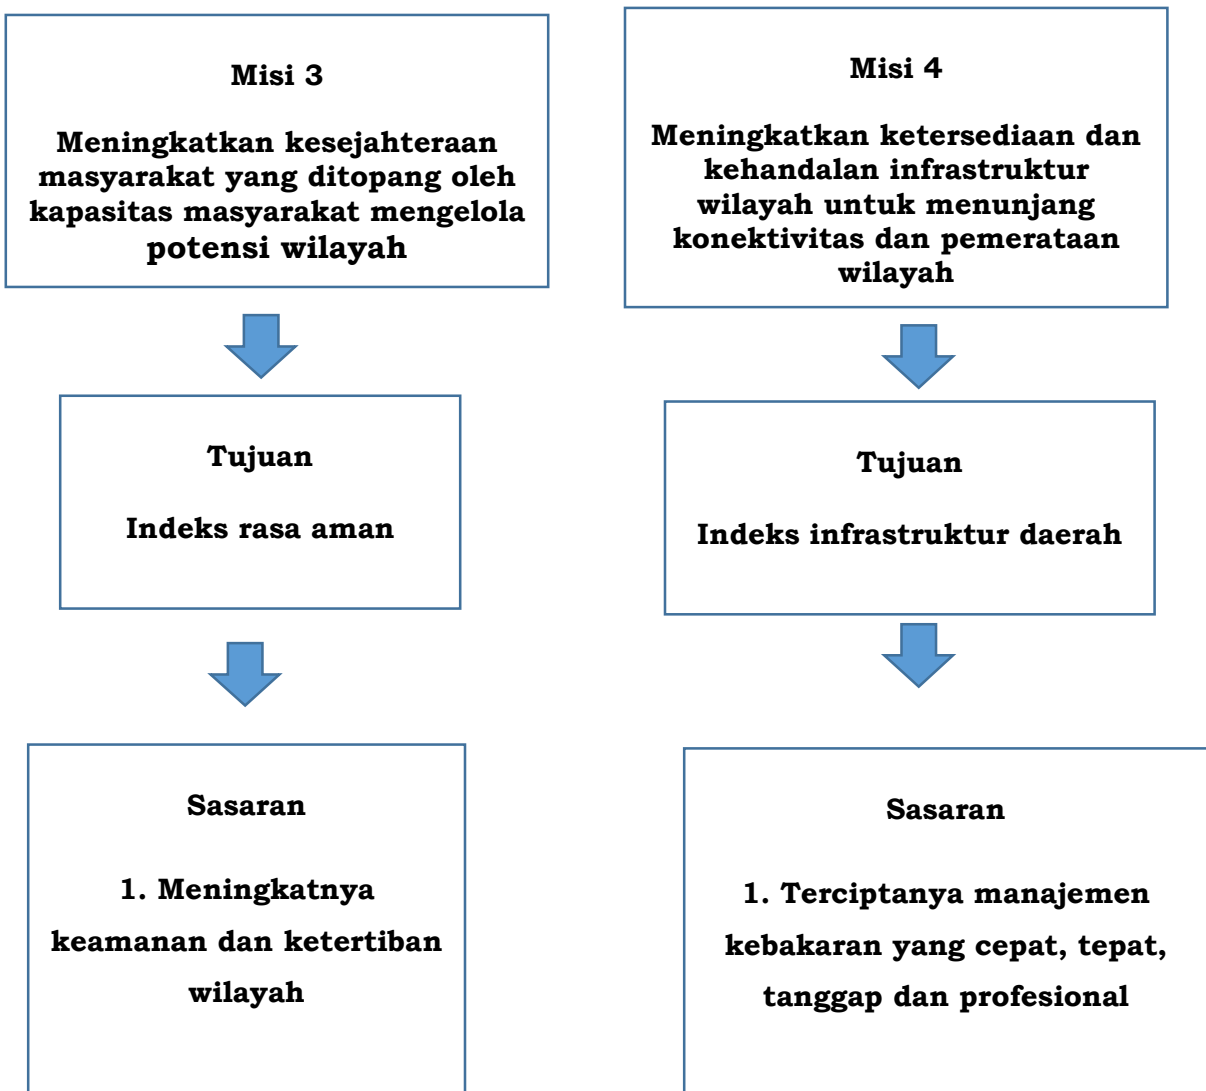 Misi 3
Meningkatkan kesejahteraan
masyarakat yang ditopang oleh
kapasitas masyarakat mengelola
potensi wilayah
Tujuan
Indeks rasa aman
Sasaran
1. Meningkatnya
keamanan dan ketertiban
wilayah
Misi 4
Meningkatkan ketersediaan dan
kehandalan infrastruktur
wilayah untuk menunjang
konektivitas dan pemerataan
wilayah
Tujuan
Indeks infrastruktur daerah
Sasaran
1. Terciptanya manajemen
kebakaran yang cepat, tepat,
tanggap dan profesional